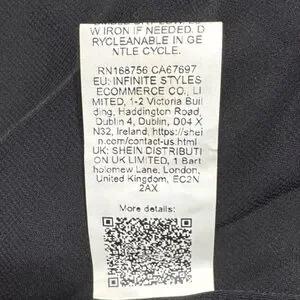 W IRON IF NEEDED. D
RYCLEANABLE IN GE
NTLE CYCLE.
RN168756 CA67697
EU: INFINITE STYLES
ECOMMERCE CO., LI
MITED, 1-2 Victoria Buil
ding, Haddington Road,
Dublin 4, Dublin, D04 X
N32, Ireland, https://shei
n.com/contact-us.html
UK: SHEIN DISTRIBUTI
ON UK LIMITED, 1 Bart
holomew Lane, London,
United Kingdom, EC2N
2AX
More details: